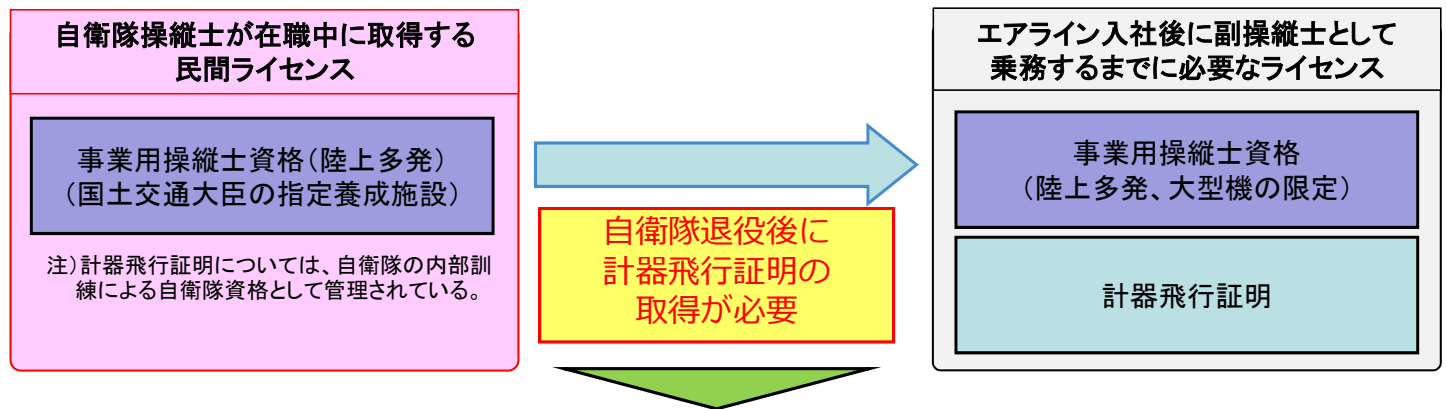 自衛隊操縦士が在職中に取得する
民間ライセンス
事業用操縦士資格(陸上多発)
(国土交通大臣の指定養成施設)
注)計器飛行証明については、自衛隊の内部訓
練による自衛隊資格として管理されている。
自衛隊退役後に
計器飛行証明の
取得が必要
エアライン入社後に副操縦士として
乗務するまでに必要なライセンス
事業用操縦士資格
(陸上多発、大型機の限定)
計器飛行証明